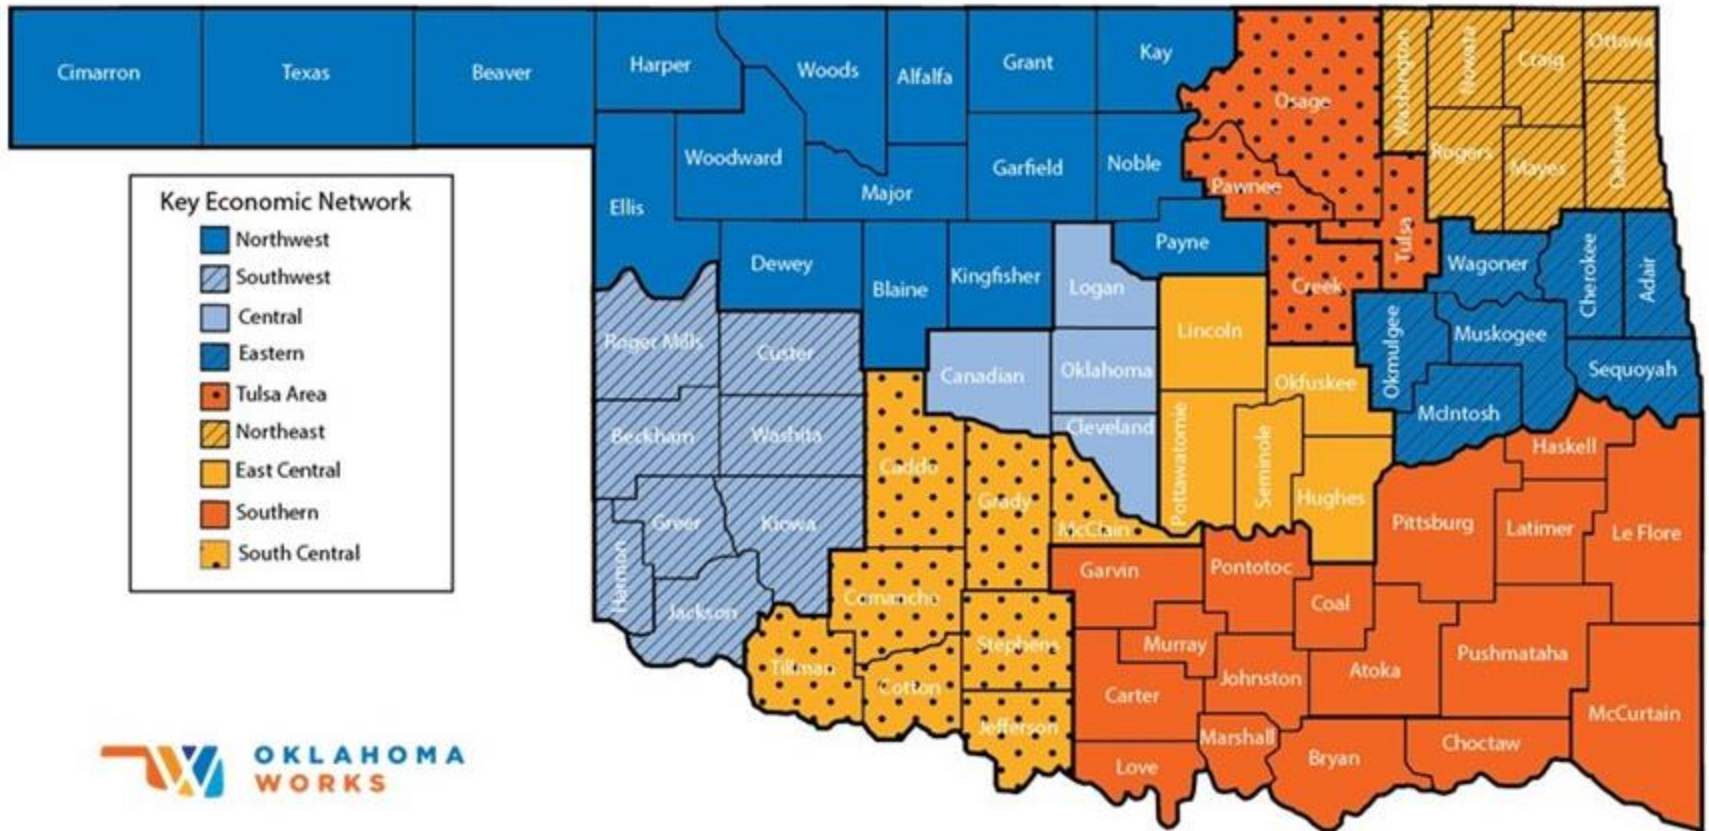 Cimarron
Texas
Beaver
Harper
Woods
Alfalfa
Grant
Kay
Osage
Washington
Nowata
Craig
Ottawa
Ellis
Woodward
Major
Garfield
Noble
Pawnee
Rogers
Mayes
Delaware
Key Economic Network
Northwest
Southwest
Central
Eastern
Tulsa Area
Northeast
East Central
Southern
South Central
Dewey
Blaine
Kingfisher
Logan
Payne
Creek
Tulsa
Wagoner
Cherokee
Adair
Roger Mills
Custer
Canadian
Oklahoma
Lincoln
Okfuskee
Okmulgee
Muskogee
Sequoyah
Beckham
Washita
Caddo
Cleveland
Pottawatomie
Seminole
McIntosh
Haskell
Greer
Kiowa
Grady
McClain
Hughes
Pittsburg
Latimer
Le Flore
Harmon
Jackson
Comanche
Garvin
Pontotoc
Coal
Tillman
Cotton
Stephens
Murray
Johnston
Atoka
Pushmataha
Jefferson
Carter
Marshall
McCurtain
Love
Bryan
Choctaw
OKLAHOMA
WORKS